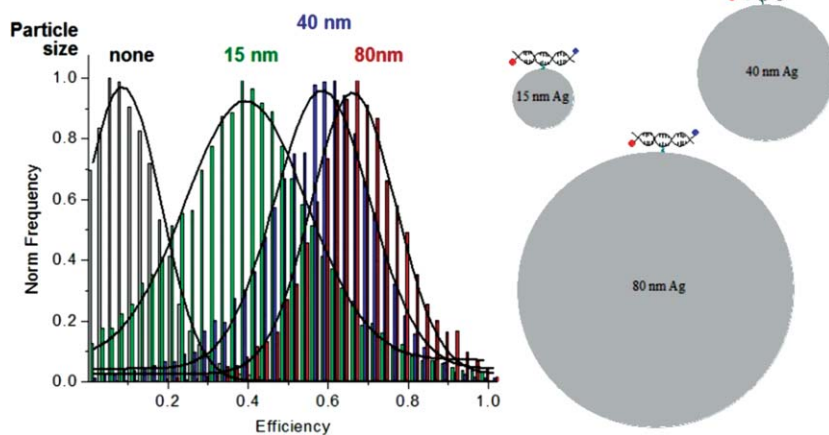 Particle size
none
15 nm
40 nm
80nm
1.0
0.8
0.6
0.4
0.2
0.0
Norm Frequency
0.2
0.4
0.6
0.8
1.0
Efficiency
15 nm Ag
40 nm Ag
80 nm Ag